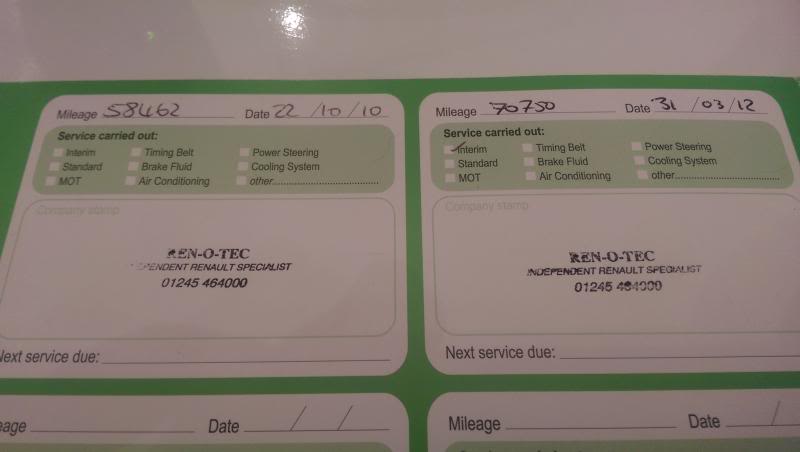 Mileage 58462 Date 22 /10 /10
Service carried out:
Interim Timing Belt Power Steering
Standard Brake Fluid Cooling System
MOT Air Conditioning other
Company stamp
REN-O-TEC
INDEPENDENT RENAULT SPECIALIST
01245 464000
Next service due:
Mileage 70750 Date 31 /03 /12
Service carried out:
Interim Timing Belt Power Steering
Standard Brake Fluid Cooling System
MOT Air Conditioning other
Company stamp
REN-O-TEC
INDEPENDENT RENAULT SPECIALIST
01245 464000
Next service due:
eage Date / /
Mileage Date /